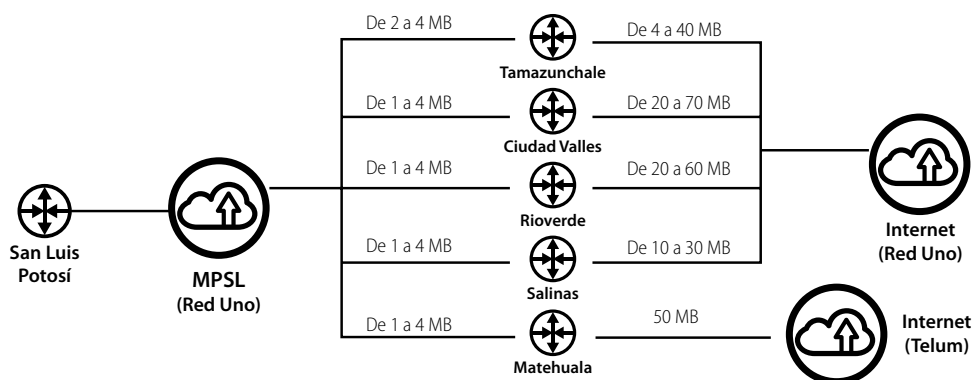 De 2 a 4 MB
De 4 a 40 MB
Tamazunchale
De 1 a 4 MB
De 20 a 70 MB
Ciudad Valles
De 1 a 4 MB
De 20 a 60 MB
Rioverde
San Luis
Potosí
MPSL
(Red Uno)
Internet
(Red Uno)
De 1 a 4 MB
De 10 a 30 MB
Salinas
De 1 a 4 MB
50 MB
Matehuala
Internet
(Telum)